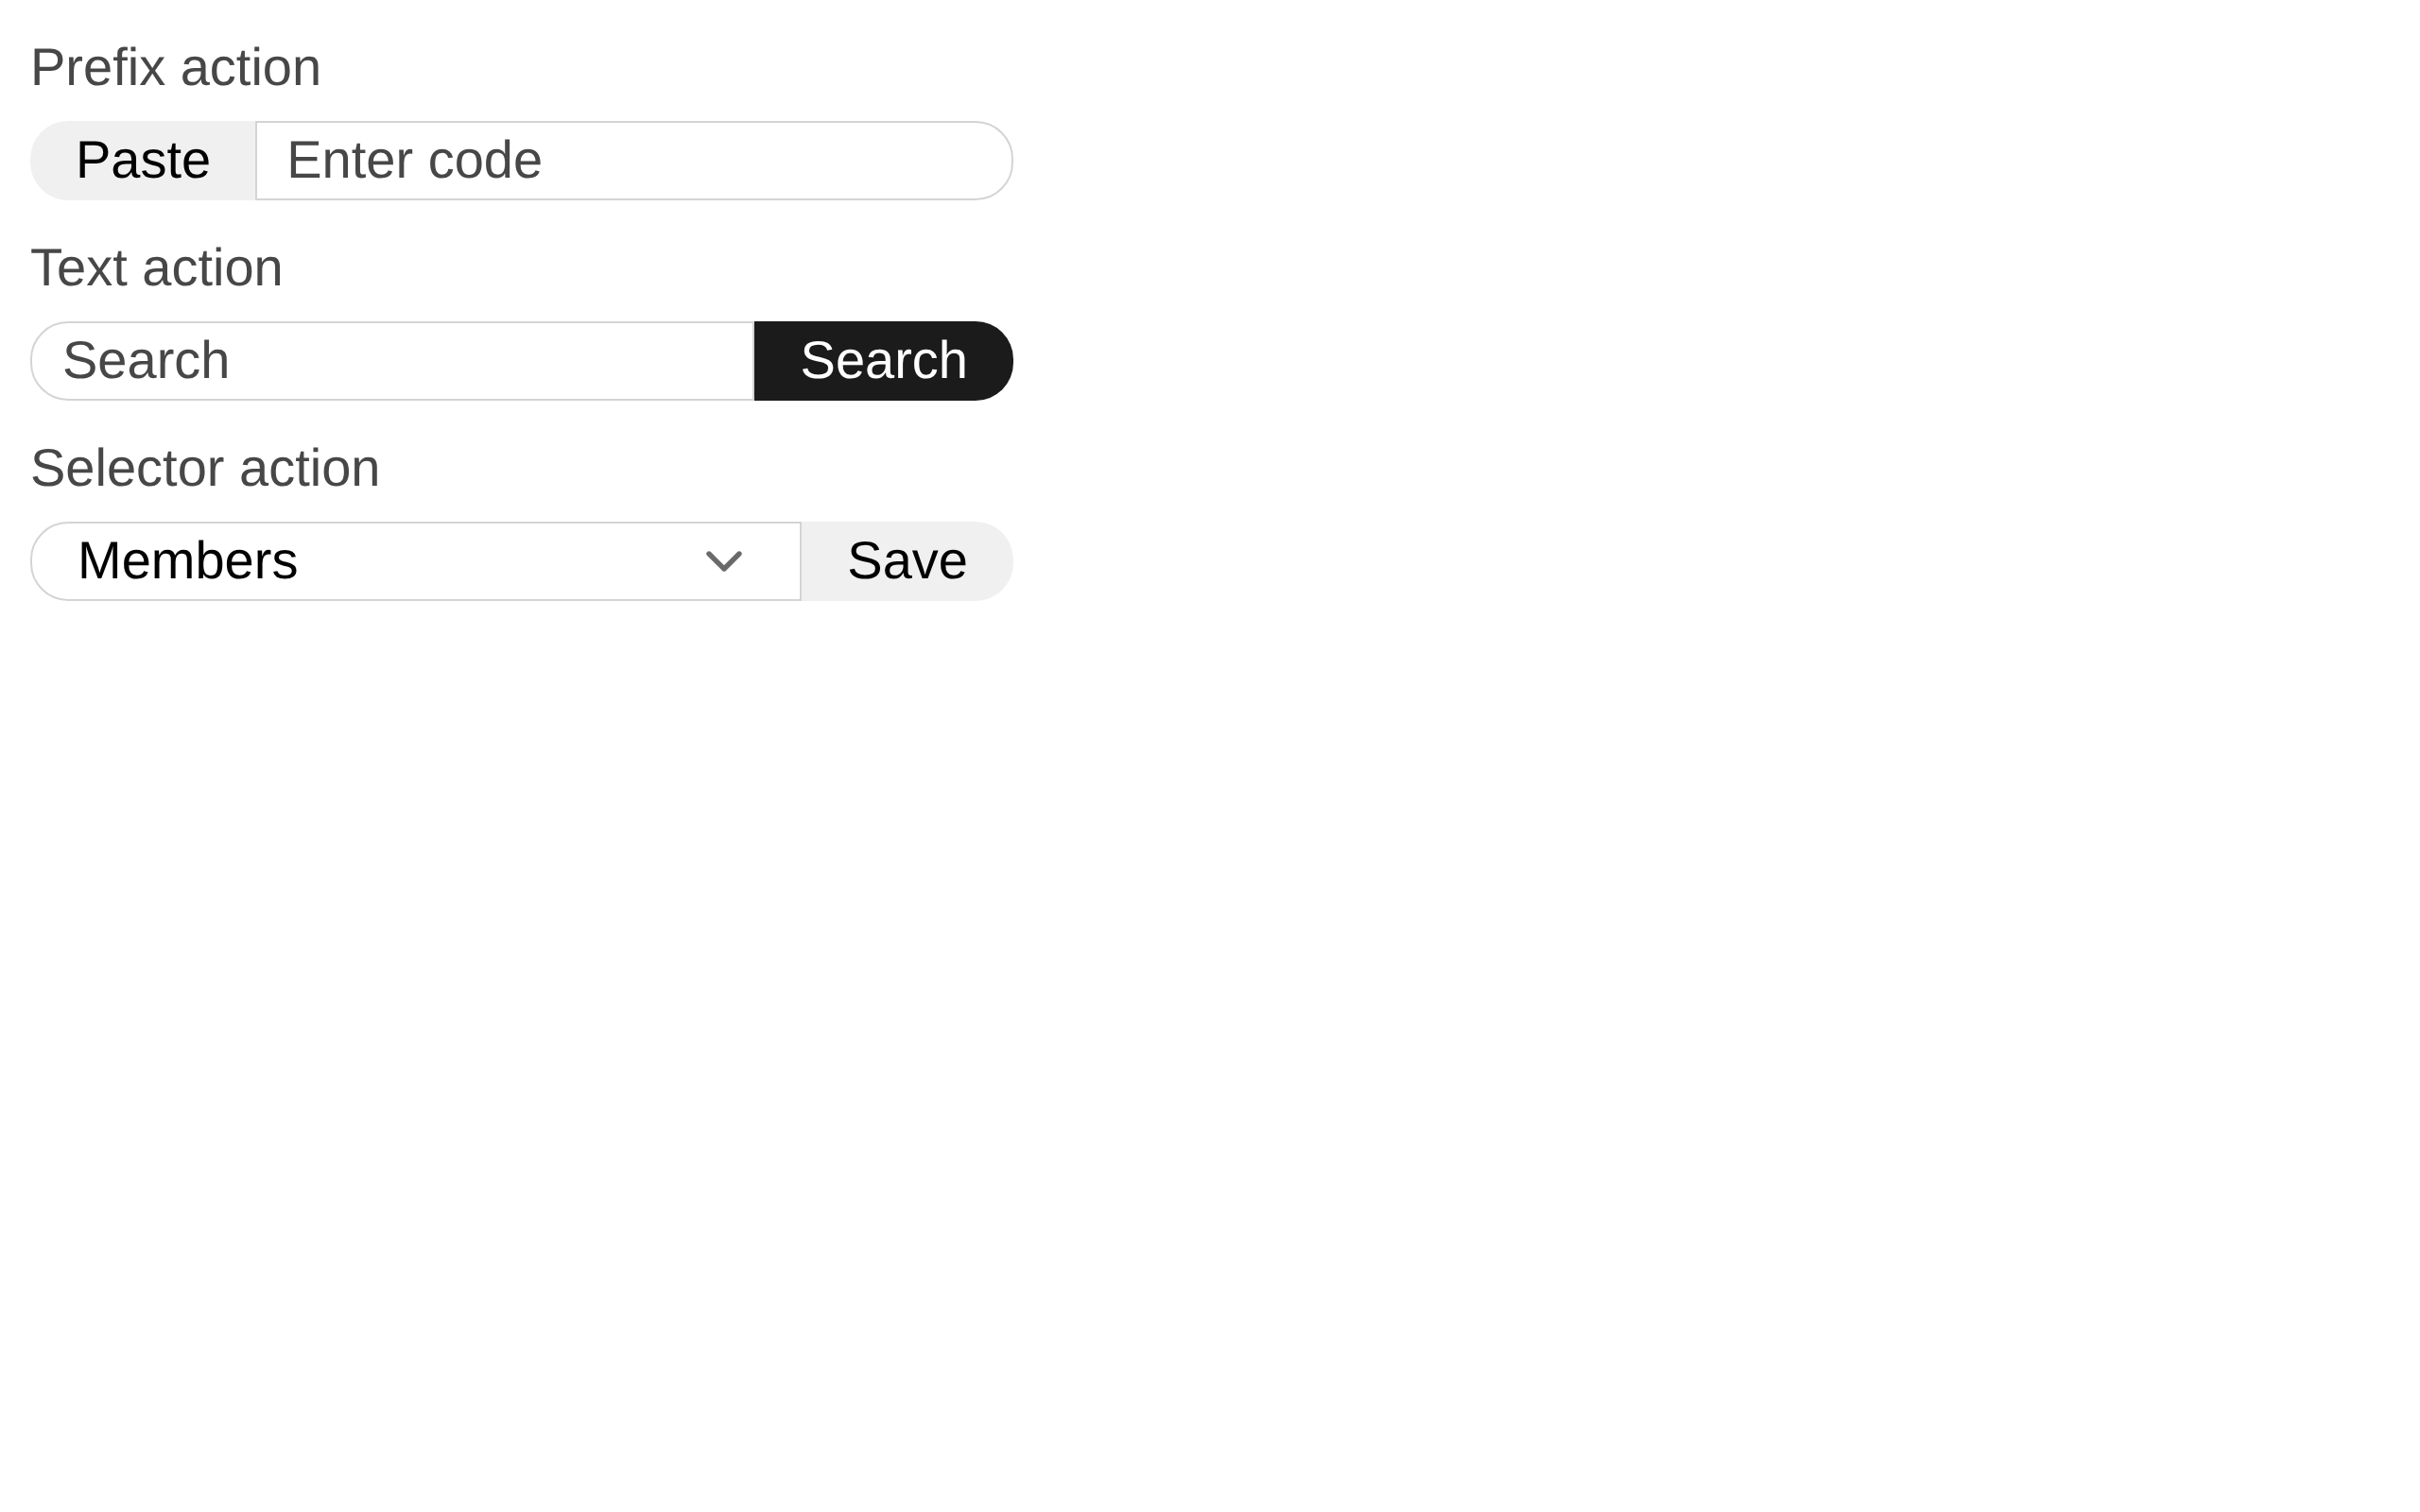 Prefix action
Paste Enter code
Text action
Search Search
Selector action
Members Save